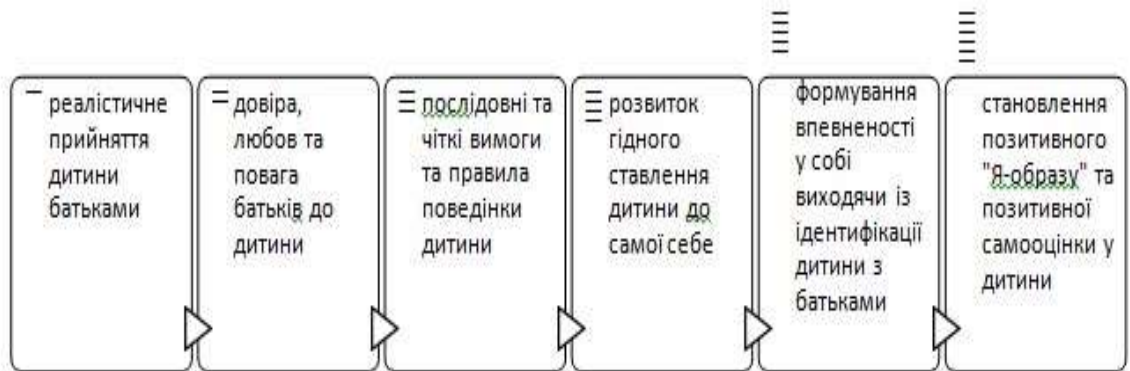 реалістичне
прийняття
дитини
батьками
довіра,
любов та
повага
батьків до
дитини
послідовні та
чіткі вимоги
та правила
поведінки
дитини
розвиток
гідного
ставлення
дитини до
самої себе
формування
впевненості
у собі
виходячи із
ідентифікації
дитини з
батьками
становлення
позитивного
"Я-образу" та
позитивної
самооцінки у
дитини